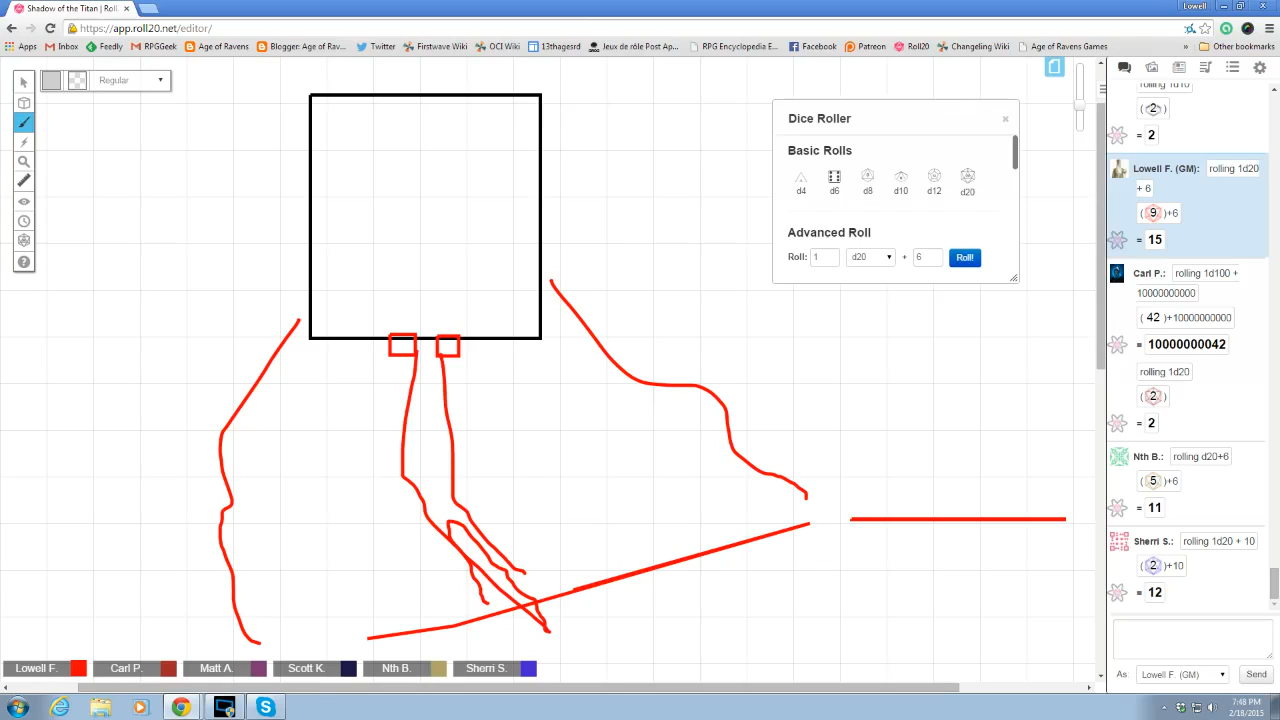 Shadow of the Titan | Roll
Lowell
https://app.roll20.net/editor/
Apps
Inbox
Feedly
RPGGeek
Age of Ravens
Blogger: Age of Rav...
Twitter
Firstwave Wiki
OCI Wiki
13thagesrd
Jeux de rôle Post Ap...
RPG Encyclopedia E...
Facebook
Patreon
Roll20
Changeling Wiki
Age of Ravens Games
»
Other bookmarks
Regular
Dice Roller
×
Basic Rolls
d4 d6 d8 d10 d12 d20
Advanced Roll
Roll: 1 d20 + 6 Roll!
rolling 1d10
(2)
= 2
Lowell F. (GM): rolling 1d20
+ 6
(9)+6
= 15
Carl P.: rolling 1d100 +
10000000000
(42)+10000000000
= 10000000042
rolling 1d20
(2)
= 2
Nth B.: rolling d20+6
(5)+6
= 11
Sherri S.: rolling 1d20 + 10
(2)+10
= 12
As Lowell F. (GM) Send
Lowell F. Carl P. Matt A. Scott K. Nth B. Sherri S.
7:48 PM
2/18/2015